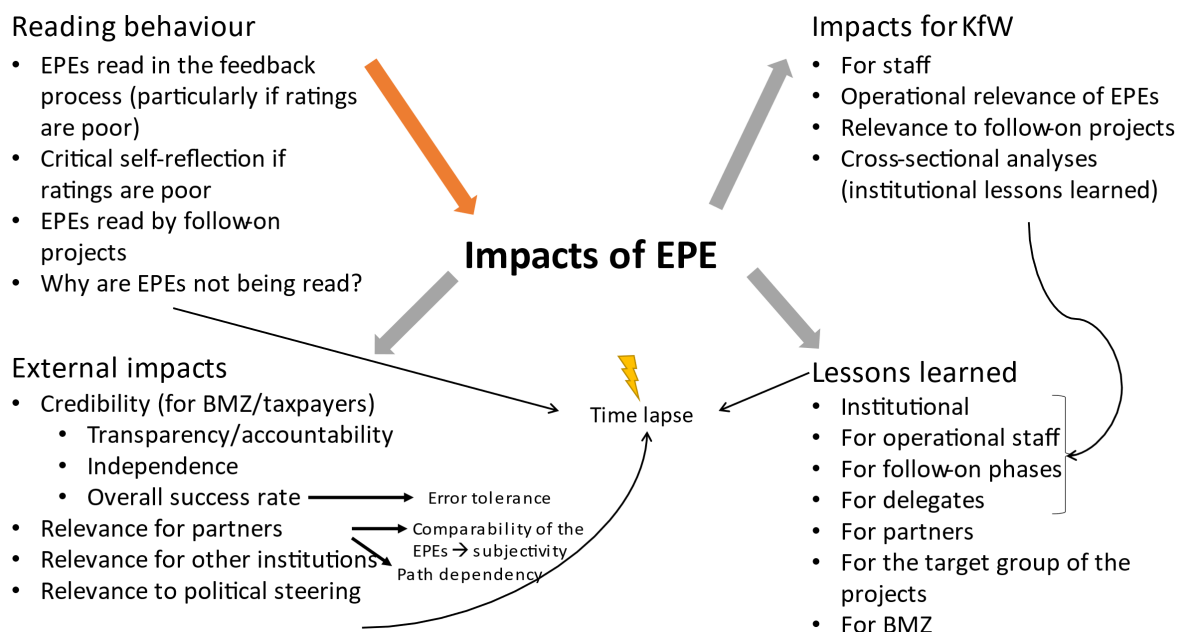 Reading behaviour
• EPEs read in the feedback
process (particularly if ratings
are poor)
• Critical self-reflection if
ratings are poor
• EPEs read by follow-on
projects
• Why are EPEs not being read?
Impacts for KfW
• For staff
• Operational relevance of EPEs
• Relevance to follow-on projects
• Cross-sectional analyses
(institutional lessons learned)
Impacts of EPE
External impacts
• Credibility (for BMZ/taxpayers)
• Transparency/accountability
• Independence
• Overall success rate
• Relevance for partners
• Relevance for other institutions
• Relevance to political steering
Error tolerance
Comparability of the
EPEs → subjectivity
Path dependency
Time lapse
Lessons learned
• Institutional
• For operational staff
• For follow-on phases
• For delegates
• For partners
• For the target group of the
projects
• For BMZ